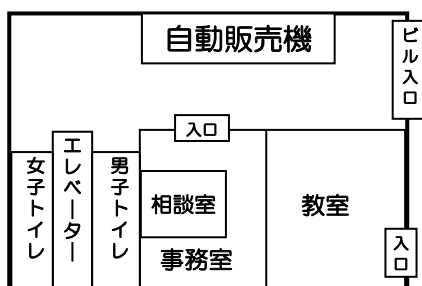 自動販売機
ビル入口
入口
女子トイレ
エレベーター
男子トイレ
相談室
教室
事務室
入口